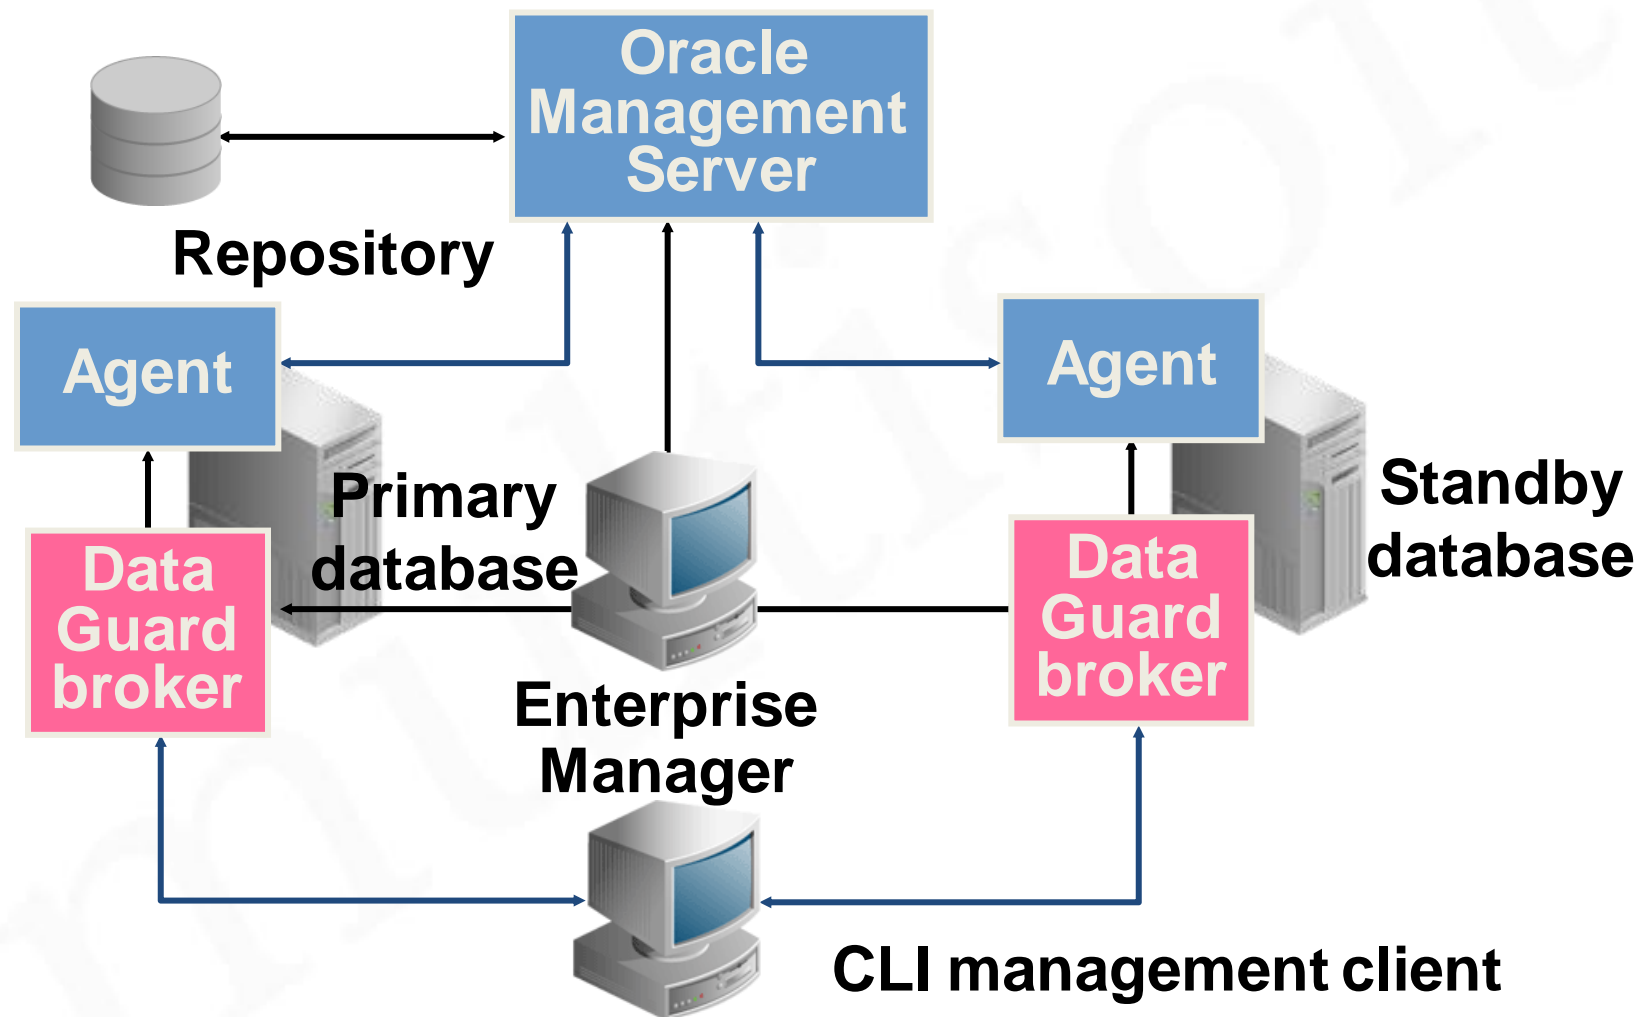 Oracle
Management
Server
Repository
Agent
Agent
Primary
database
Standby
database
Data
Guard
broker
Data
Guard
broker
Enterprise
Manager
CLI management client